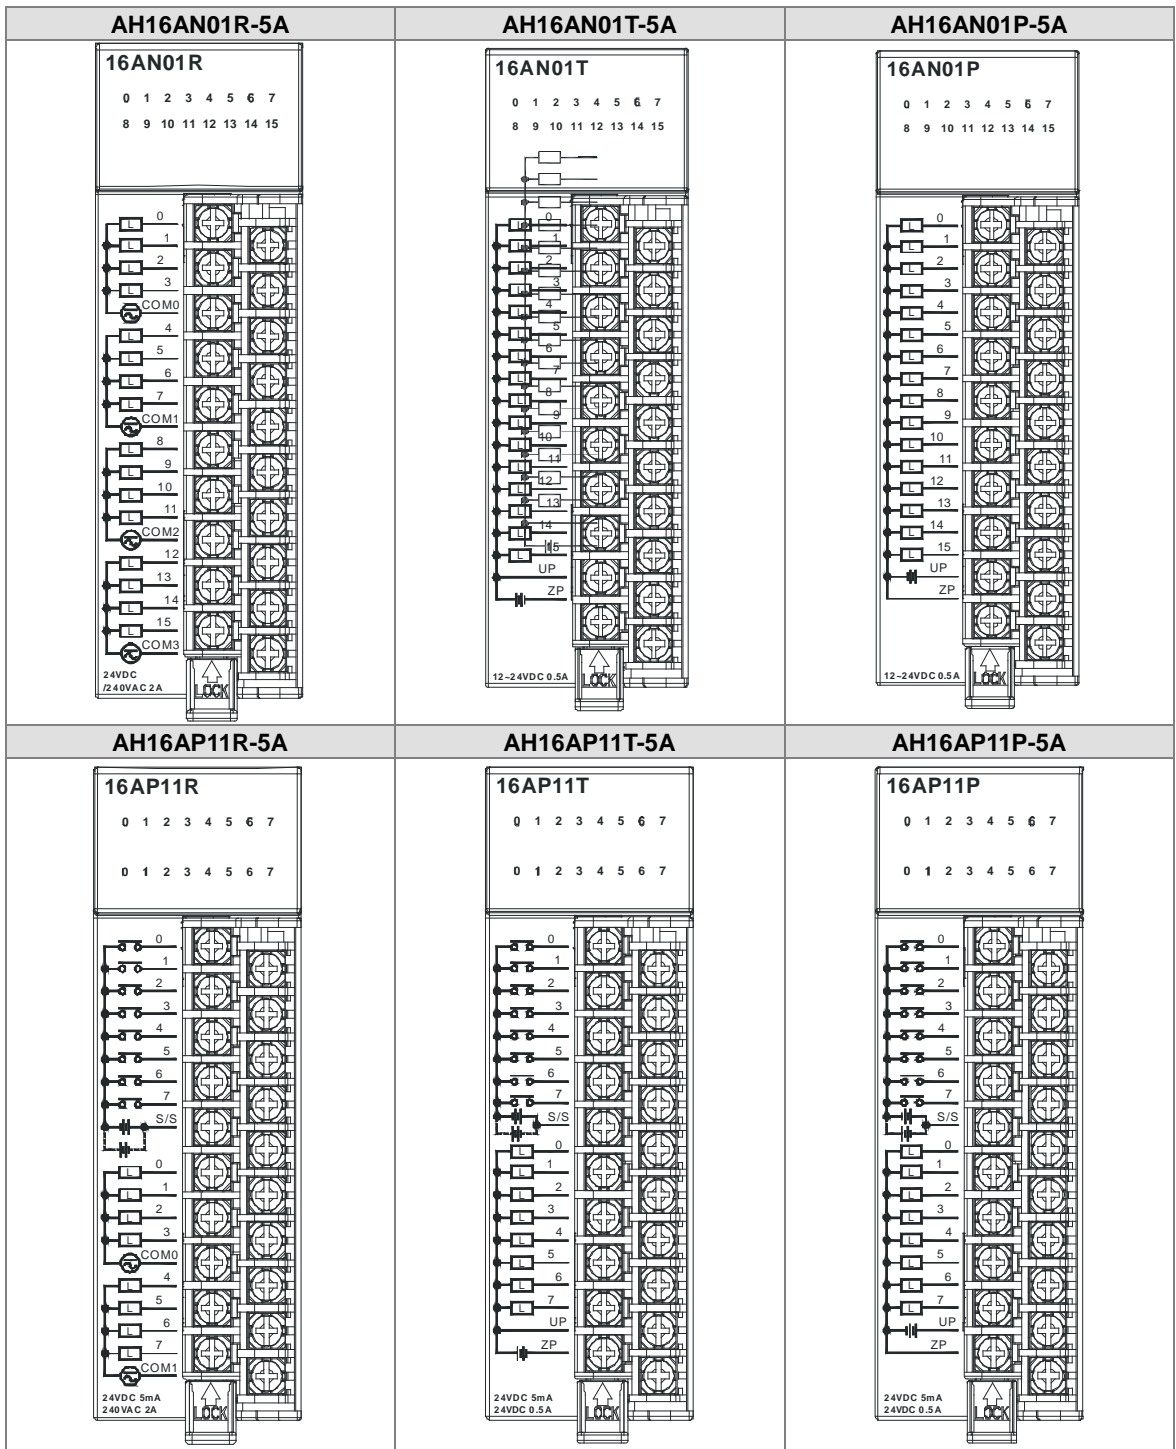 AH16AN01R-5A
16AN01R
0 1 2 3 4 5 6 7
8 9 10 11 12 13 14 15
0
1
2
3
COM0
4
5
6
7
COM1
8
9
10
11
COM2
12
13
14
15
COM3
24VDC
/240VAC 2A
LOCK
AH16AN01T-5A
16AN01T
0 1 2 3 4 5 6 7
8 9 10 11 12 13 14 15
0
1
2
3
4
5
6
7
8
9
10
11
12
13
14
15
UP
ZP
12~24VDC 0.5A
LOCK
AH16AN01P-5A
16AN01P
0 1 2 3 4 5 6 7
8 9 10 11 12 13 14 15
L 0
L 1
L 2
L 3
L 4
L 5
L 6
L 7
L 8
L 9
L 10
L 11
L 12
L 13
L 14
L 15
UP
ZP
12~24VDC 0.5A
LOCK
AH16AP11R-5A
16AP11R
0 1 2 3 4 5 6 7
0 1 2 3 4 5 6 7
0
1
2
3
4
5
6
7
S/S
L 0
L 1
L 2
L 3
COM0
L 4
L 5
L 6
L 7
COM1
24VDC 5mA
240VAC 2A
LOCK
AH16AP11T-5A
16AP11T
0 1 2 3 4 5 6 7
0 1 2 3 4 5 6 7
0
1
2
3
4
5
6
7
S/S
L 0
L 1
L 2
L 3
L 4
L 5
L 6
L 7
UP
ZP
24VDC 5mA
24VDC 0.5A
LOCK
AH16AP11P-5A
16AP11P
0 1 2 3 4 5 6 7
0 1 2 3 4 5 6 7
0
1
2
3
4
5
6
7
S/S
L 0
L 1
L 2
L 3
L 4
L 5
L 6
L 7
UP
ZP
24VDC 5mA
24VDC 0.5A
LOCK